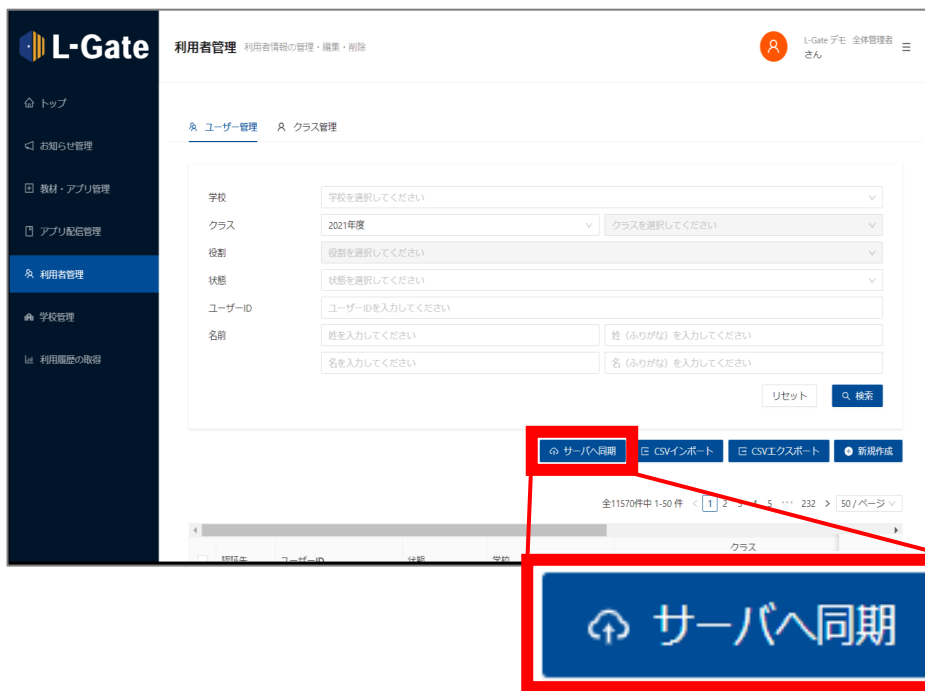 L-Gate
利用者管理 利用者情報の管理・編集・削除
L-Gate デモ 全体管理者
さん
トップ
お知らせ管理
教材・アプリ管理
アプリ配信管理
利用者管理
学校管理
利用履歴の取得
ユーザー管理 クラス管理
学校 学校を選択してください
クラス 2021年度 クラスを選択してください
役割 役割を選択してください
状態 状態を選択してください
ユーザーID ユーザーIDを入力してください
名前 姓を入力してください 姓（ふりがな）を入力してください
名を入力してください 名（ふりがな）を入力してください
リセット 検索
サーバへ同期 CSVインポート CSVエクスポート 新規作成
全11570件中 1-50 件 < 1 2 3 4 5 ··· 232 > 50 / ページ
クラス
認証先 ユーザーID 状態 学校
サーバへ同期